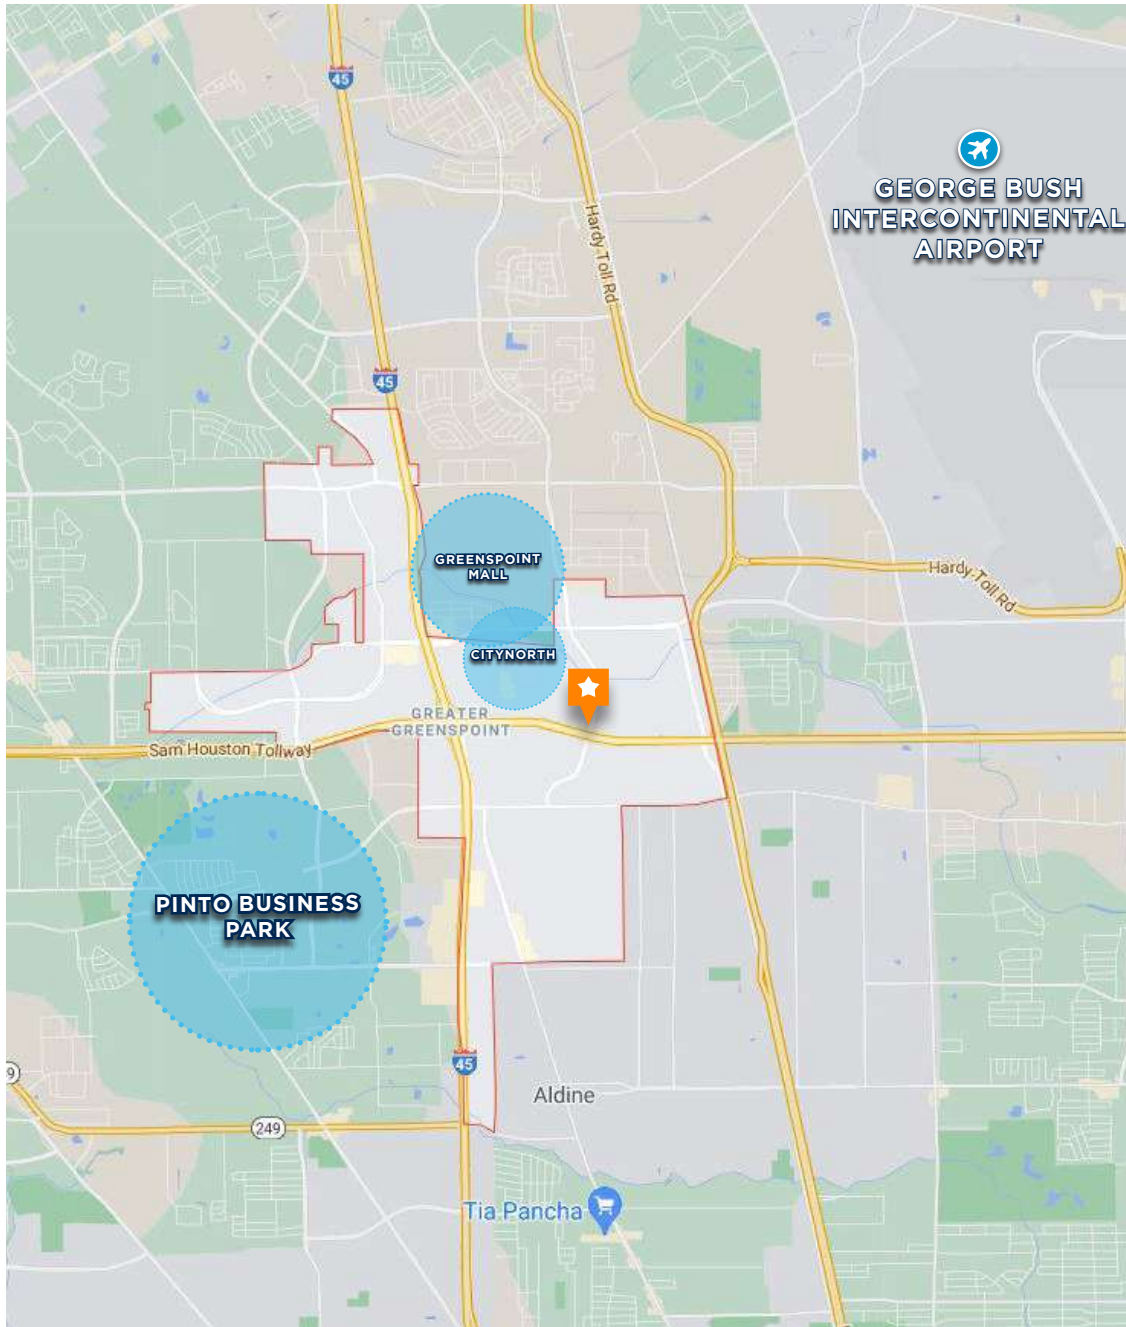 45
GEORGE BUSH
INTERCONTINENTAL
AIRPORT
Hardy Toll Rd
45
GREENSPOINT
MALL
Hardy Toll Rd
CITYNORTH
GREATER
GREENSPOINT
Sam Houston Tollway
PINTO BUSINESS
PARK
45
9
Aldine
249
Tia Pancha